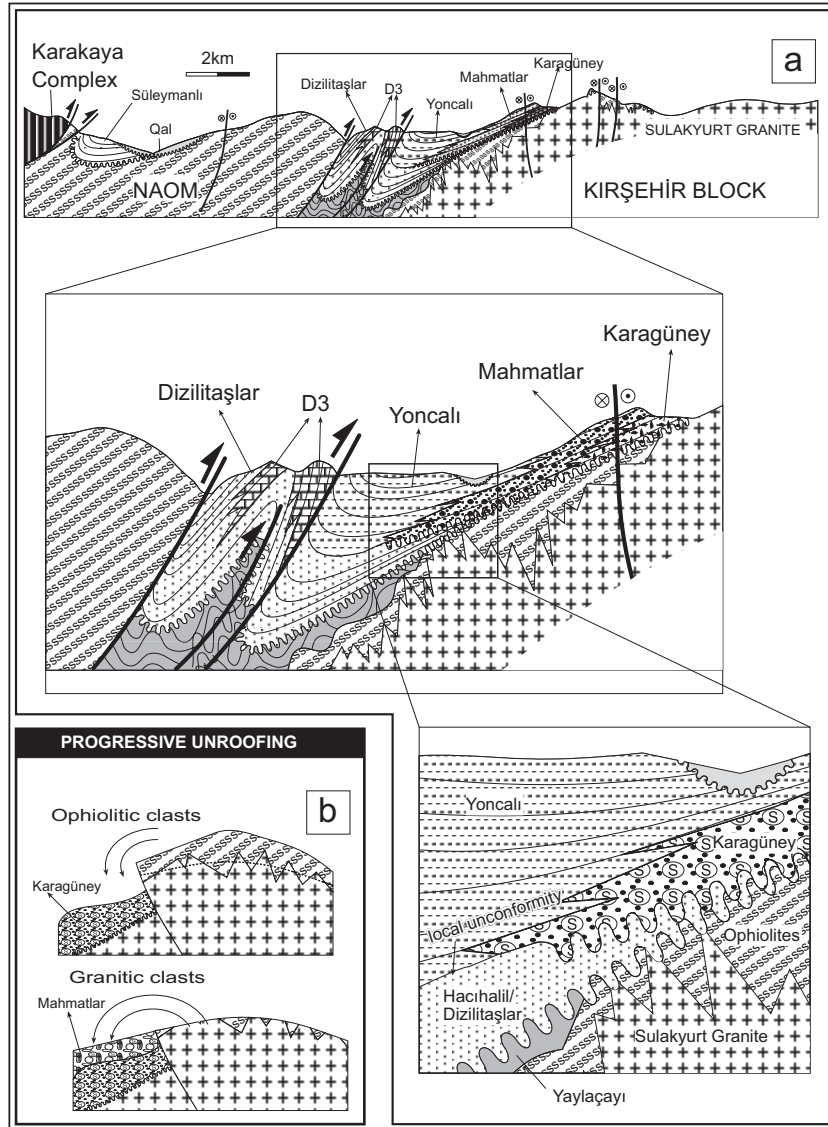 Karakaya
Complex
2km
Süleymanlı
Qal
Dizilitaşlar
D3
Yoncalı
Mahmatlar
Karagüney
a
NAOM
SULAKYURT GRANITE
KIRŞEHİR BLOCK
Dizilitaşlar
D3
Yoncalı
Mahmatlar
Karagüney
PROGRESSIVE UNROOFING
b
Ophiolitic clasts
Karagüney
Granitic clasts
Mahmatlar
Yoncalı
Karagüney
local unconformity
Ophiolites
Hacıhalil/
Dizilitaşlar
Sulakyurt Granite
Yaylaçayı